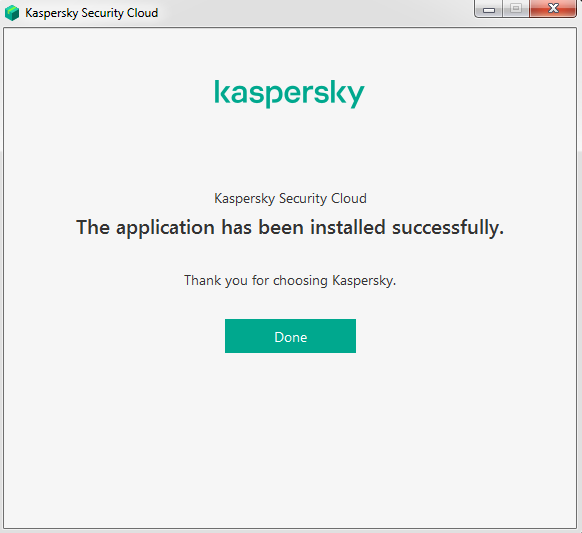 Kaspersky Security Cloud
kaspersky
Kaspersky Security Cloud
The application has been installed successfully.
Thank you for choosing Kaspersky.
Done